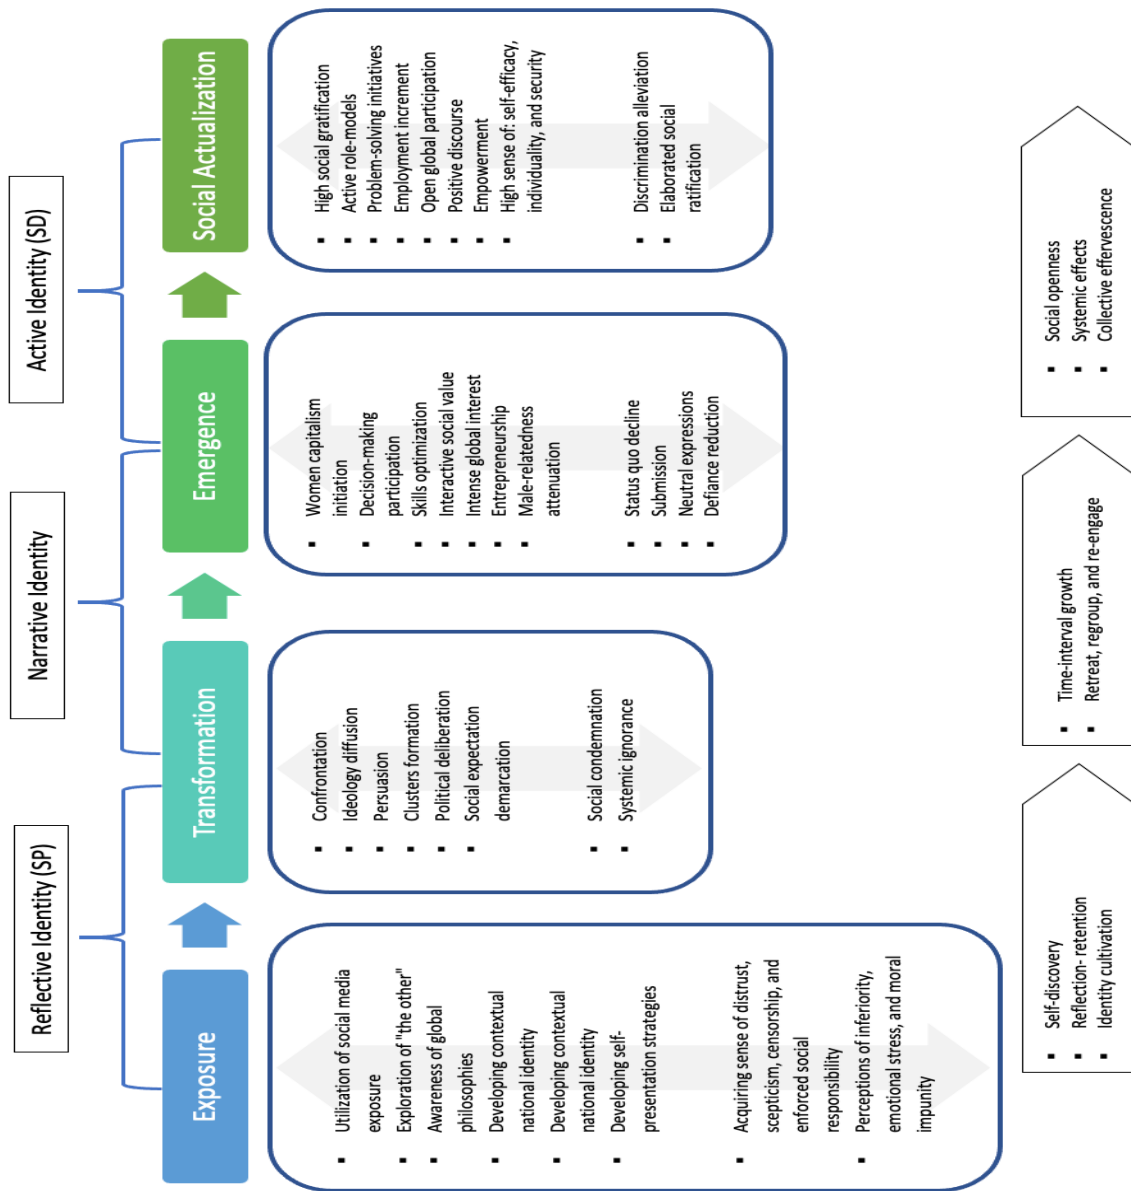 Reflective Identity (SP)
Narrative Identity
Active Identity (SD)
Exposure
Transformation
Emergence
Social Actualization
▪ Utilization of social media
exposure
▪ Exploration of "the other"
▪ Awareness of global
philosophies
▪ Developing contextual
national identity
▪ Developing contextual
national identity
▪ Developing self-
presentation strategies
▪ Acquiring sense of distrust,
scepticism, censorship, and
enforced social
responsibility
▪ Perceptions of inferiority,
emotional stress, and moral
impunity
▪ Confrontation
▪ Ideology diffusion
▪ Persuasion
▪ Clusters formation
▪ Political deliberation
▪ Social expectation
demarcation
▪ Social condemnation
▪ Systemic ignorance
▪ Women capitalism
initiation
▪ Decision-making
participation
▪ Skills optimization
▪ Interactive social value
▪ Intense global interest
▪ Entrepreneurship
▪ Male-relatedness
attenuation
▪ Status quo decline
▪ Submission
▪ Neutral expressions
▪ Defiance reduction
▪ High social gratification
▪ Active role-models
▪ Problem-solving initiatives
▪ Employment increment
▪ Open global participation
▪ Positive discourse
▪ Empowerment
▪ High sense of: self-efficacy,
individuality, and security
▪ Discrimination alleviation
▪ Elaborated social
ratification
▪ Self-discovery
▪ Reflection- retention
▪ Identity cultivation
▪ Time-interval growth
▪ Retreat, regroup, and re-engage
▪ Social openness
▪ Systemic effects
▪ Collective effervescence